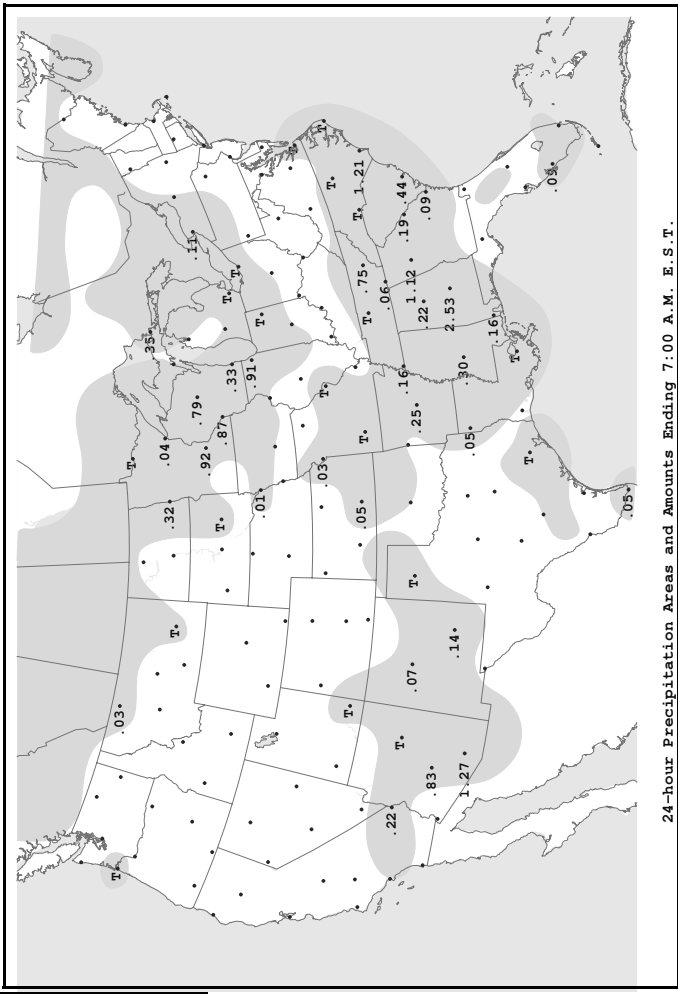 T
.03
T
.35
.04
.32
T
.11
.79
.92
T
.87
T
.33
T
.91
.01
T
T
T
.03
T
T
T
1.21
T
.05
.75
T
T
.06
.22
T
.44
.16
.19
1.12
.07
T
.25
.22
.09
.83
2.53
.14
.30
1.27
.05
.16
T
T
.09
.05
24-hour Precipitation Areas and Amounts Ending 7:00 A.M. E.S.T.